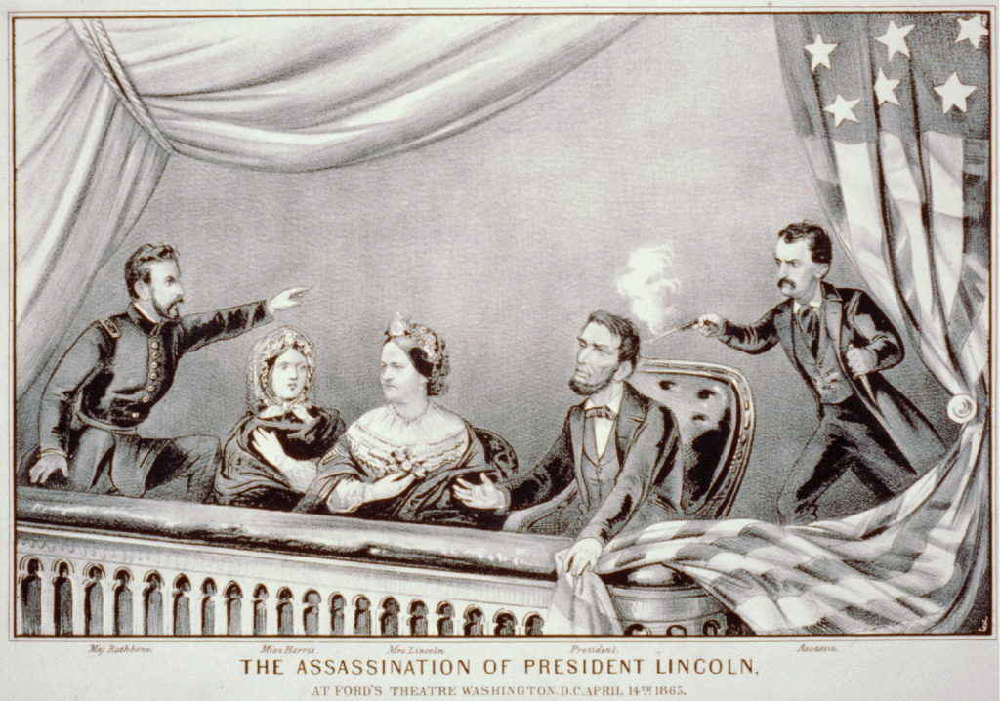 Maj. Rathbone. Miss Harris. Mrs. Lincoln. President. Assassin.
THE ASSASSINATION OF PRESIDENT LINCOLN,
AT FORD'S THEATRE WASHINGTON. D.C. APRIL 14TH 1865.